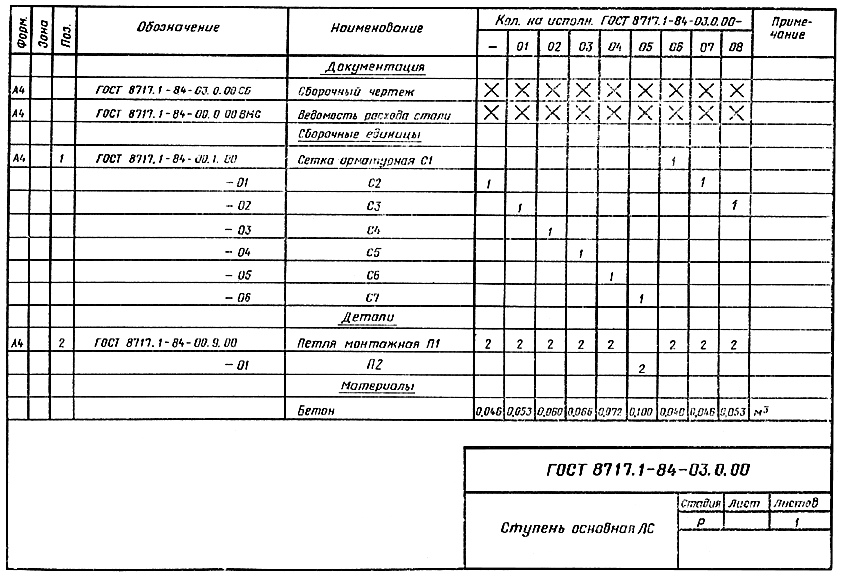 Форм. Зона Поз. Обозначение Наименование Кол. на исполн. ГОСТ 8717.1-84-03.0.00- Приме-
чание
– 01 02 03 04 05 06 07 08
Документация
А4 ГОСТ 8717.1-84-03.0.00СБ Сборочный чертеж X X X X X X X X X
А4 ГОСТ 8717.1-84-00.0.00ВМС Ведомость расхода стали X X X X X X X X X
Сборочные единицы
А4 1 ГОСТ 8717.1-84-00.1.00 Сетка арматурная С1 1
-01 С2 1 1
-02 С3 1 1
-03 С4 1
-04 С5 1
-05 С6 1
-06 С7 1
Детали
А4 2 ГОСТ 8717.1-84-00.9.00 Петля монтажная П1 2 2 2 2 2 2 2 2
-01 П2 2
Материалы
Бетон 0,046 0,053 0,060 0,066 0,072 0,100 0,040 0,046 0,053 м³
ГОСТ 8717.1-84-03.0.00
Ступень основная ЛС
Стадия Лист Листов
Р 1